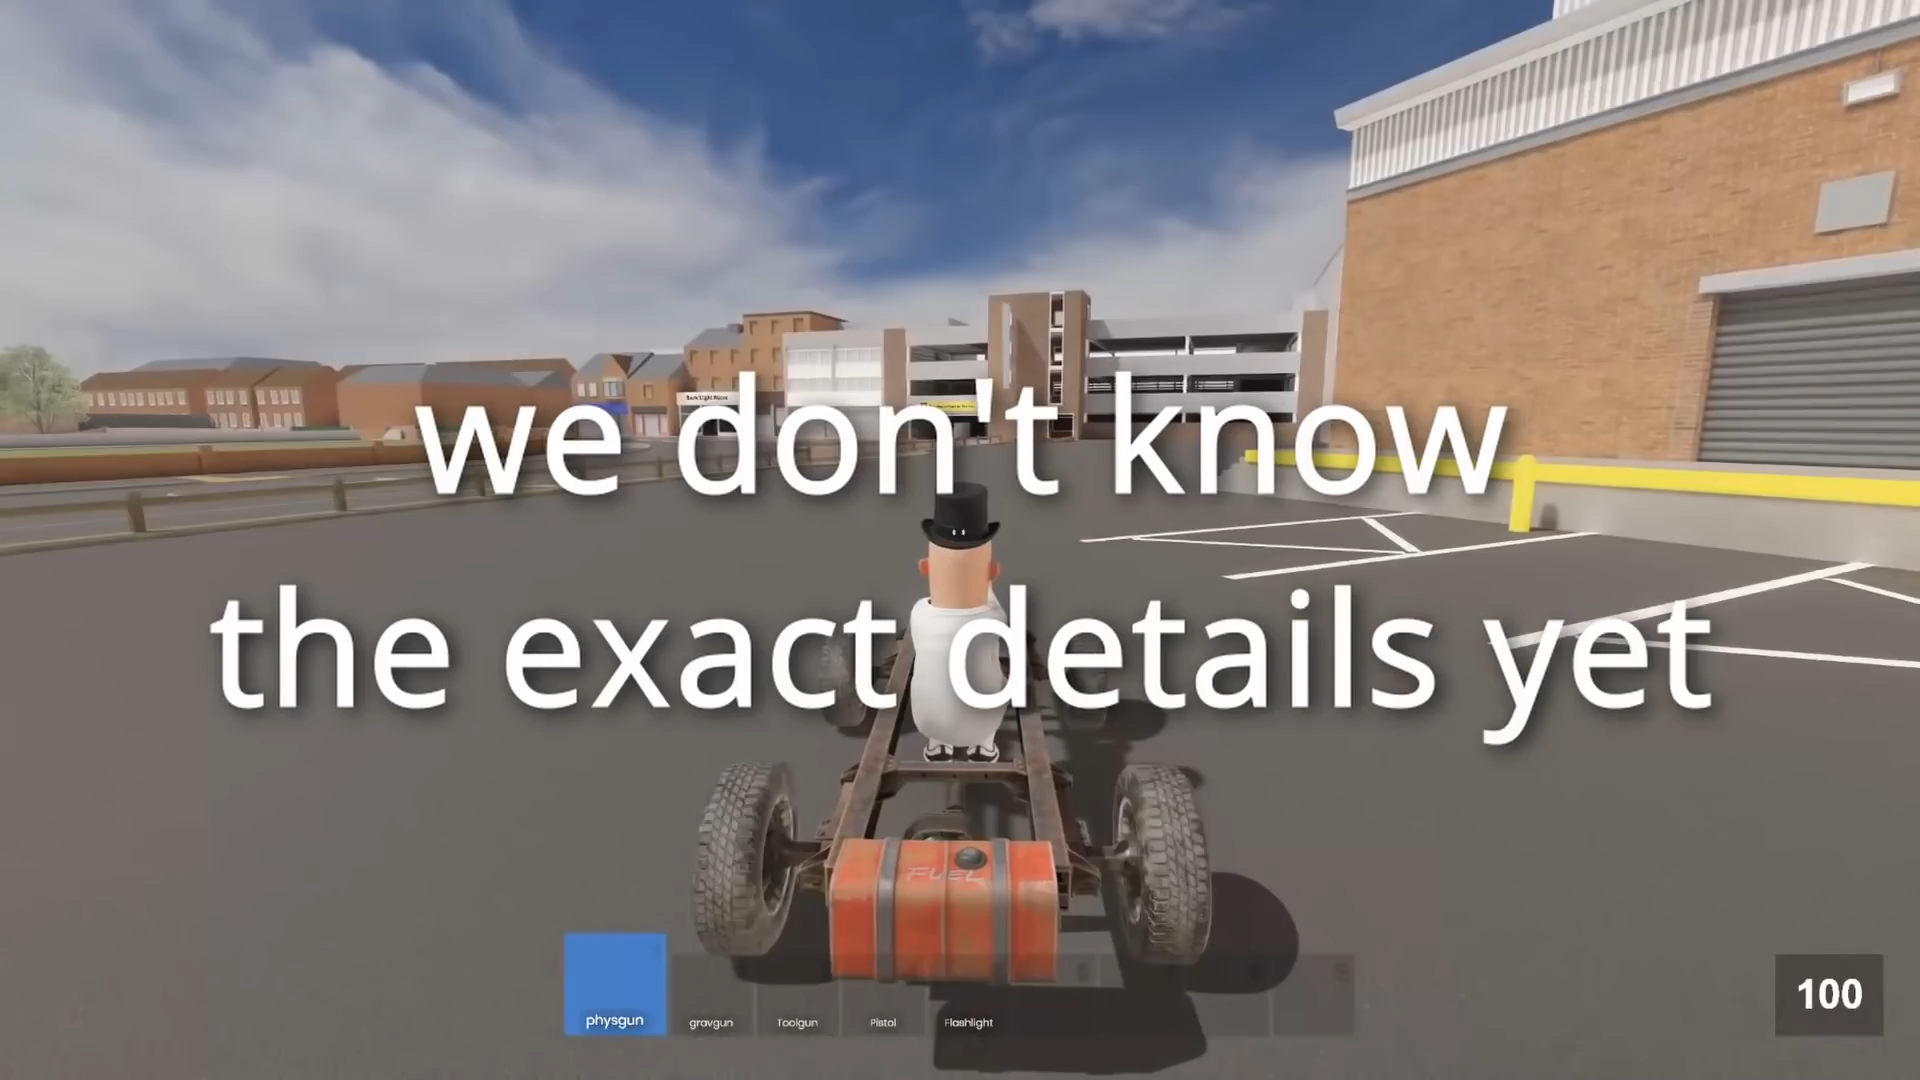 we don't know
the exact details yet
FUEL
physgun
gravgun
Toolgun
Pistol
Flashlight
100